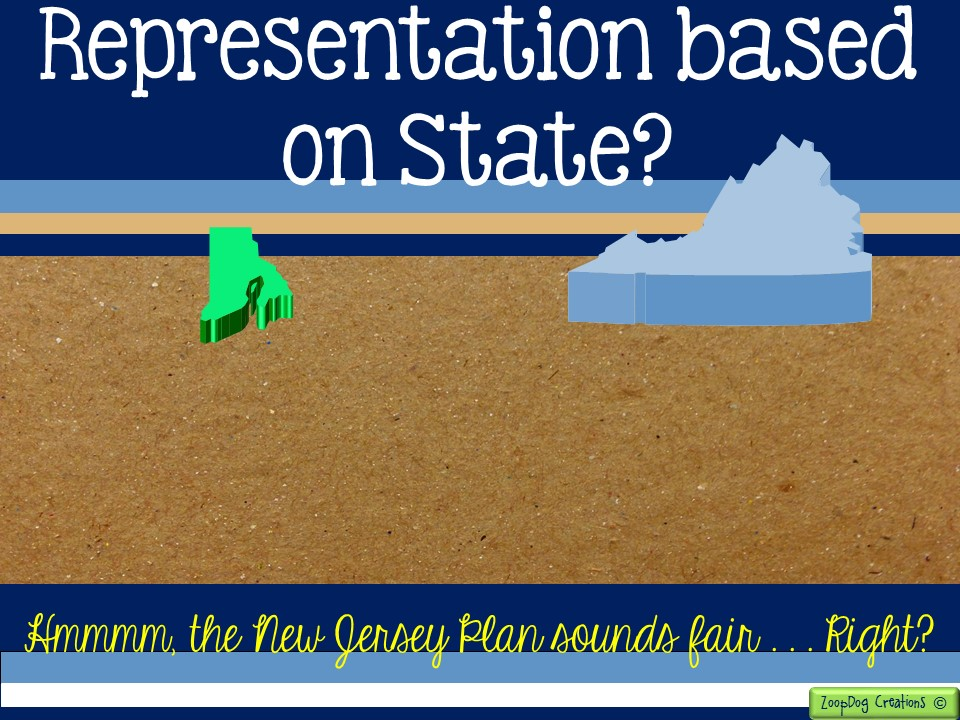 Representation based
on State?
Hmmmm, the New Jersey Plan sounds fair . . . Right?
ZoopDog Creations ©